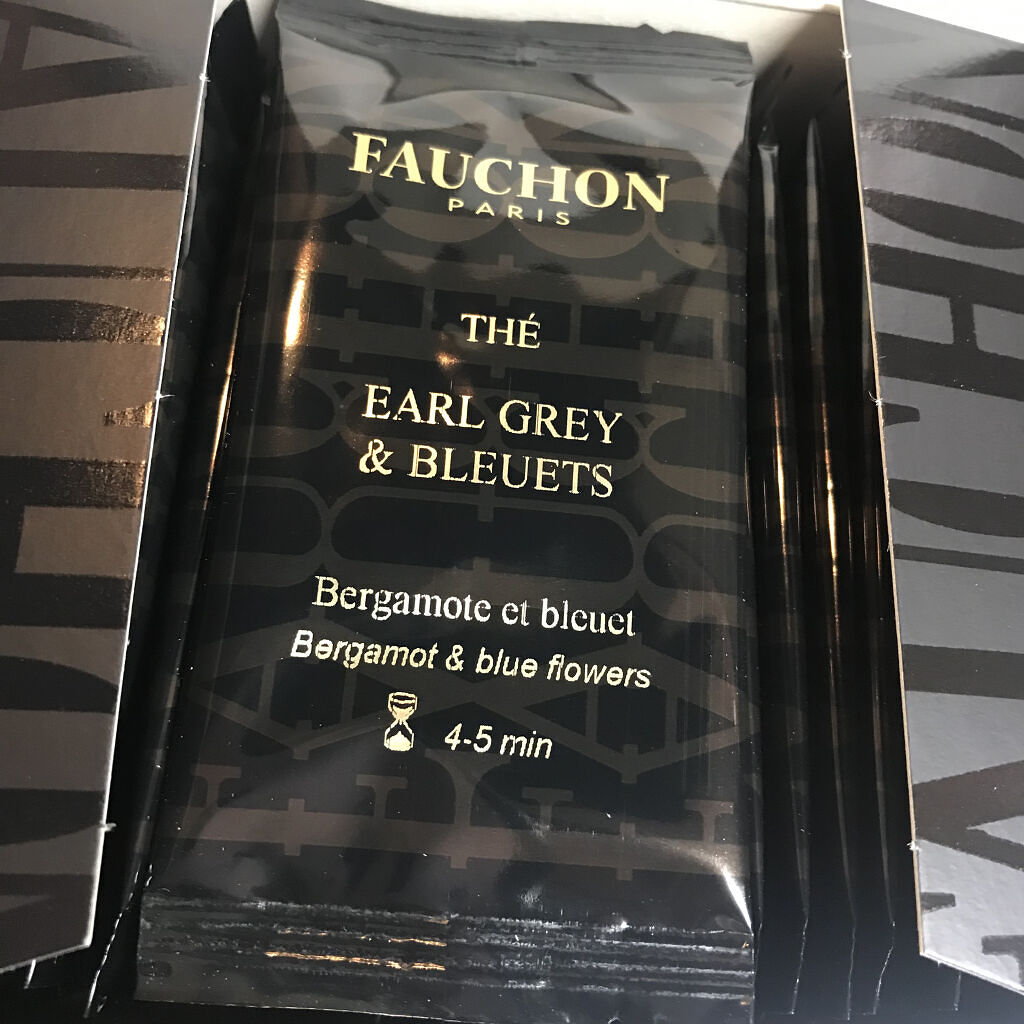 FAUCHON
PARIS
THÉ
EARL GREY
& BLEUETS
Bergamote et bleuet
Bergamot & blue flowers
4-5 min